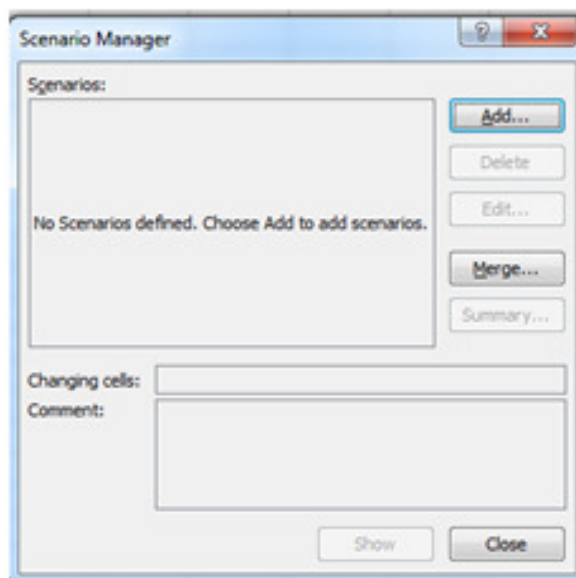 Scenario Manager
?
X
Scenarios:
Add...
Delete
No Scenarios defined. Choose Add to add scenarios.
Edit...
Merge...
Summary...
Changing cells:
Comment:
Show
Close